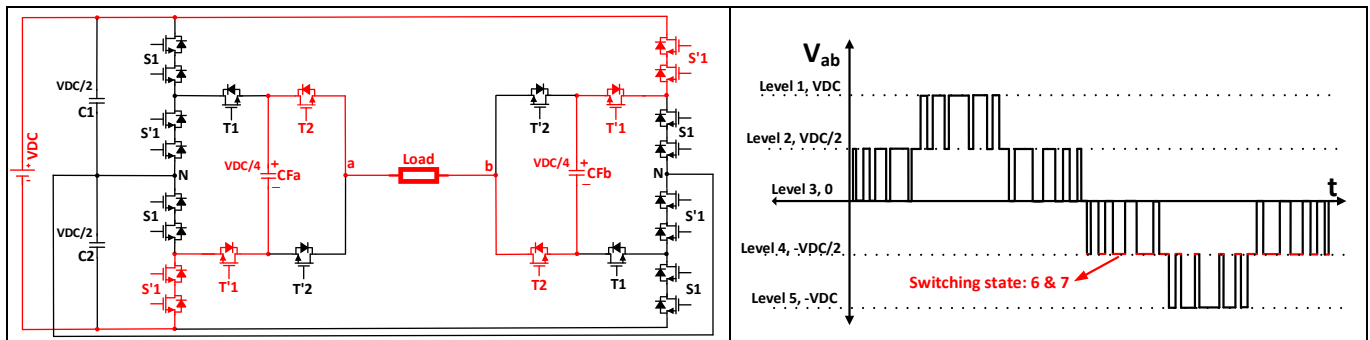 S1
S'1
VDC/2
C1
T1
T2
T'2
T'1
S1
S'1
VDC
+
-
VDC/4
+
CFa
−
a
Load
b
VDC/4
+
CFb
−
N
N
S1
S'1
VDC/2
C2
S'1
T'1
T'2
T2
T1
S1
Vab
Level 1, VDC
Level 2, VDC/2
Level 3, 0
t
Level 4, -VDC/2
Switching state: 6 & 7
Level 5, -VDC